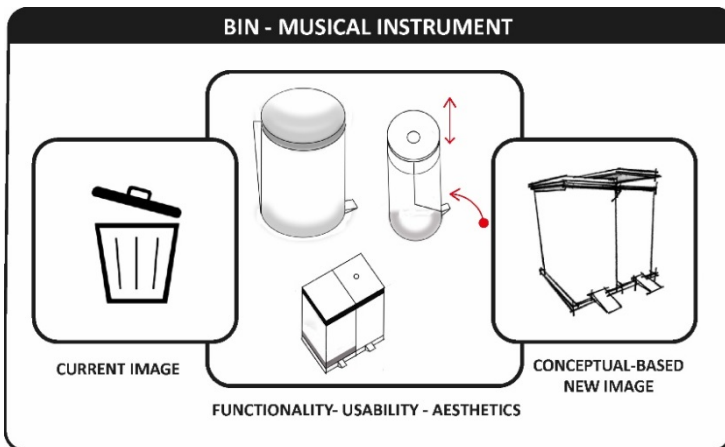 BIN - MUSICAL INSTRUMENT
CURRENT IMAGE
FUNCTIONALITY- USABILITY - AESTHETICS
CONCEPTUAL-BASED
NEW IMAGE